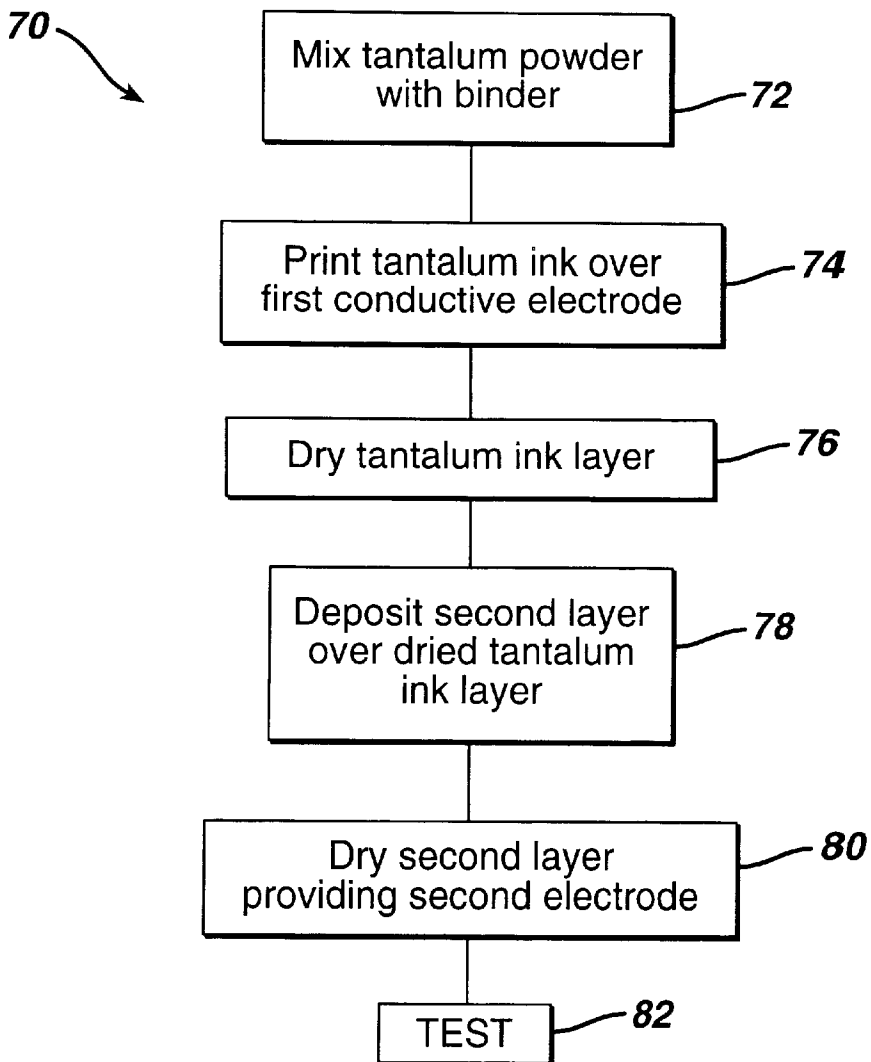 70
Mix tantalum powder
with binder
72
Print tantalum ink over
first conductive electrode
74
Dry tantalum ink layer
76
Deposit second layer
over dried tantalum
ink layer
78
Dry second layer
providing second electrode
80
TEST
82